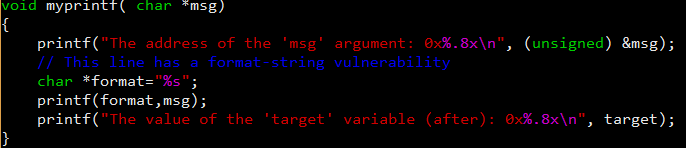 void myprintf( char *msg)
{
    printf("The address of the 'msg' argument: 0x%.8x\n", (unsigned) &msg);
    // This line has a format-string vulnerability
    char *format="%s";
    printf(format,msg);
    printf("The value of the 'target' variable (after): 0x%.8x\n", target);
}